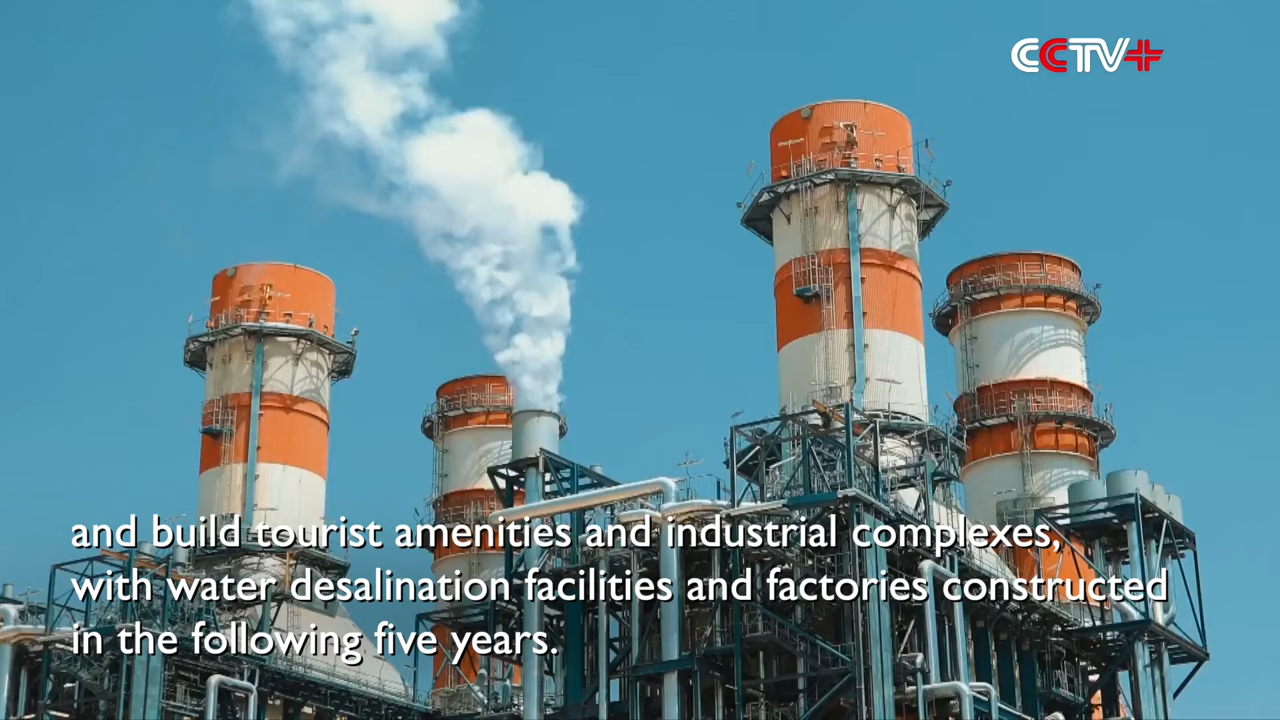 CCTV+
and build tourist amenities and industrial complexes,
with water desalination facilities and factories constructed
in the following five years.